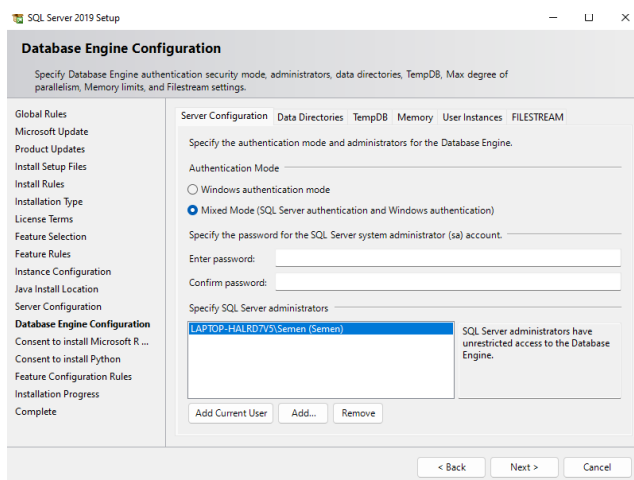 SQL Server 2019 Setup
Database Engine Configuration
Specify Database Engine authentication security mode, administrators, data directories, TempDB, Max degree of
parallelism, Memory limits, and Filestream settings.
Global Rules
Microsoft Update
Product Updates
Install Setup Files
Install Rules
Installation Type
License Terms
Feature Selection
Feature Rules
Instance Configuration
Java Install Location
Server Configuration
Database Engine Configuration
Consent to install Microsoft R ...
Consent to install Python
Feature Configuration Rules
Installation Progress
Complete
Server Configuration Data Directories TempDB Memory User Instances FILESTREAM
Specify the authentication mode and administrators for the Database Engine.
Authentication Mode
Windows authentication mode
Mixed Mode (SQL Server authentication and Windows authentication)
Specify the password for the SQL Server system administrator (sa) account.
Enter password:
Confirm password:
Specify SQL Server administrators
LAPTOP-HALRD7V5\Semen (Semen)
SQL Server administrators have
unrestricted access to the Database
Engine.
Add Current User Add... Remove
< Back Next > Cancel